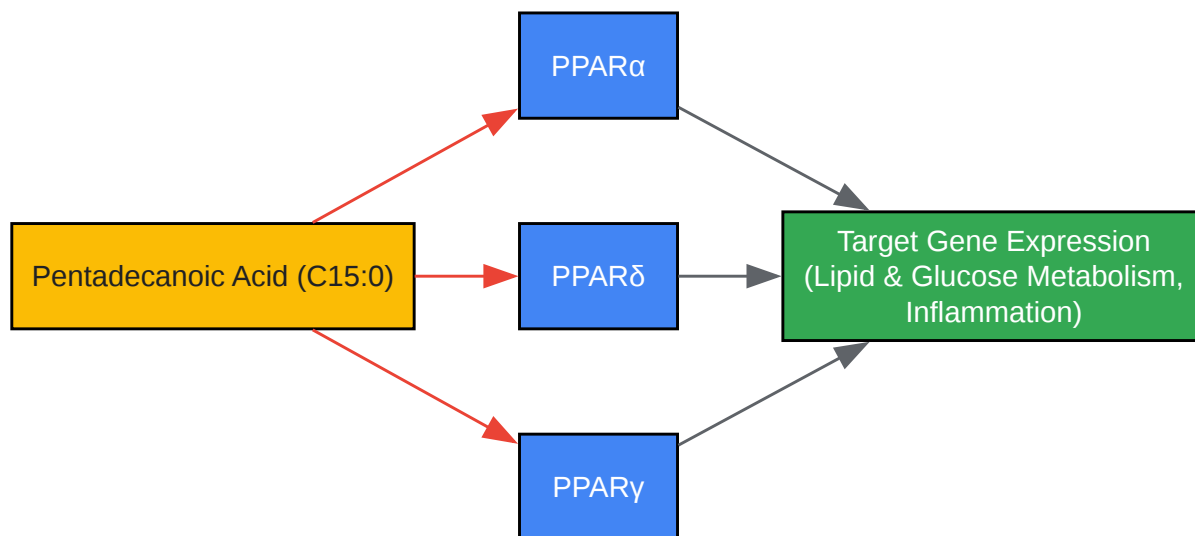 PPARα
Pentadecanoic Acid (C15:0)
PPARδ
Target Gene Expression
(Lipid & Glucose Metabolism,
Inflammation)
PPARγ